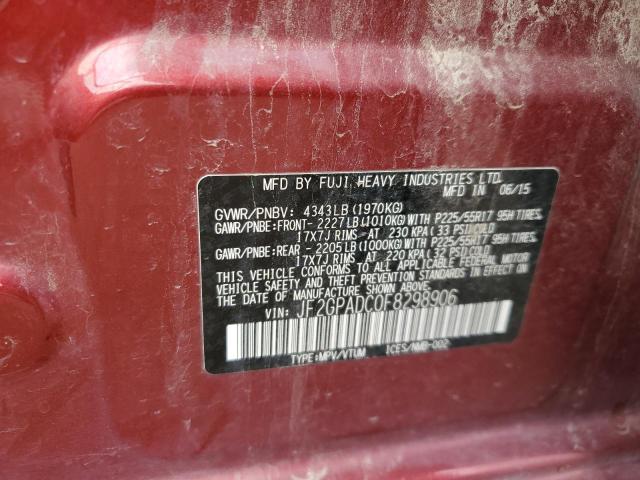 MFD BY FUJI HEAVY INDUSTRIES LTD.
MFD IN 06/15
GVWR/PNBV: 4343LB(1970KG)
GAWR/PNBE:FRONT-2227LB(1010KG)WITH P225/55R17 95H TIRES.
17X7J RIMS AT 230 KPA(33 PSI)COLD
GAWR/PNBE:REAR-2205LB(1000KG)WITH P225/55R17 95H TIRES.
17X7J RIMS AT 220 KPA(32 PSI)COLD
THIS VEHICLE CONFORMS TO ALL APPLICABLE FEDERAL MOTOR
VEHICLE SAFETY AND THEFT PREVENTION STANDARDS IN EFFECT ON
THE DATE OF MANUFACTURE SHOWN ABOVE.
VIN: JF2GPADC0F8298906
TYPE:MPV/VTUM ICES/NMB-002